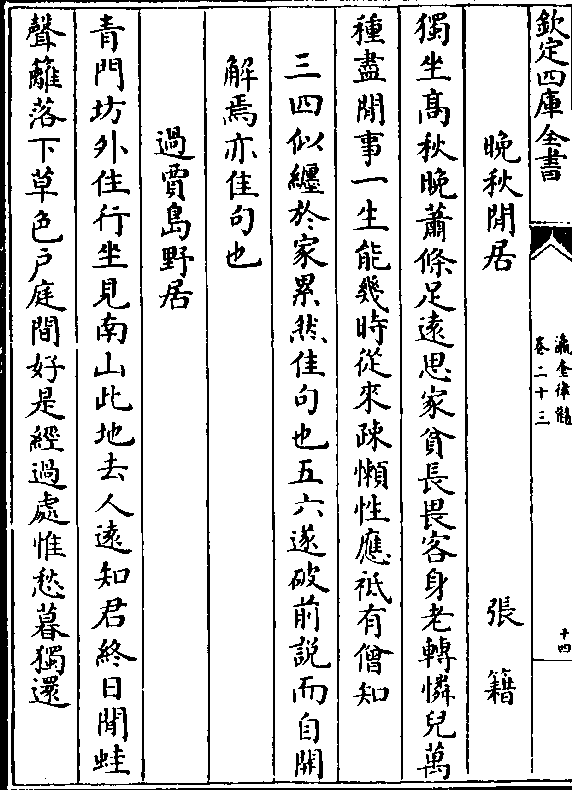 欽定四庫全書
瀛奎律髓
卷二十三
十四
晚秋閒居
張籍
獨坐髙秋晚蕭條足逺思家貧長畏客身老轉憐兒萬
種盡閒事一生能幾時從來疎懶性應祗有僧知
三四似纒於家累然佳句也五六遂破前説而自開
解焉亦佳句也
過賈島野居
青門坊外住行坐見南山此地去人逺知君終日閒蛙
聲籬落下草色戸庭間好是經過處惟愁暮獨還